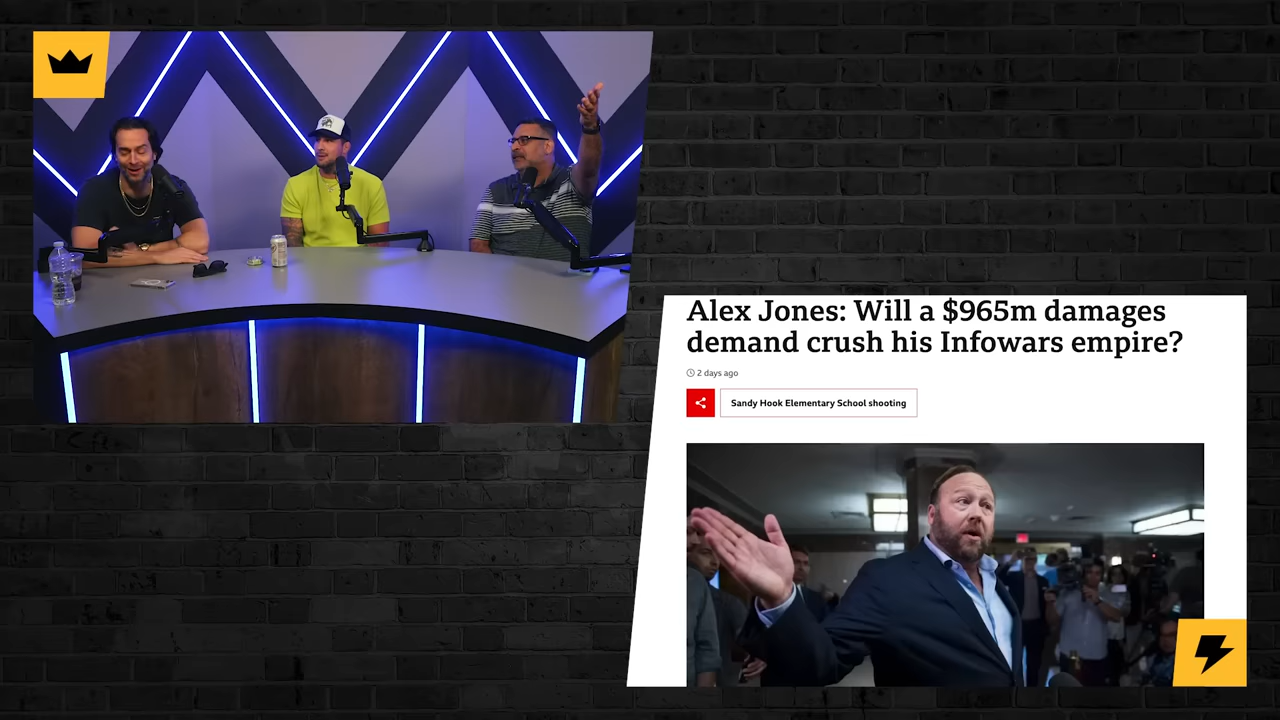 Alex Jones: Will a $965m damages
demand crush his Infowars empire?
2 days ago
Sandy Hook Elementary School shooting